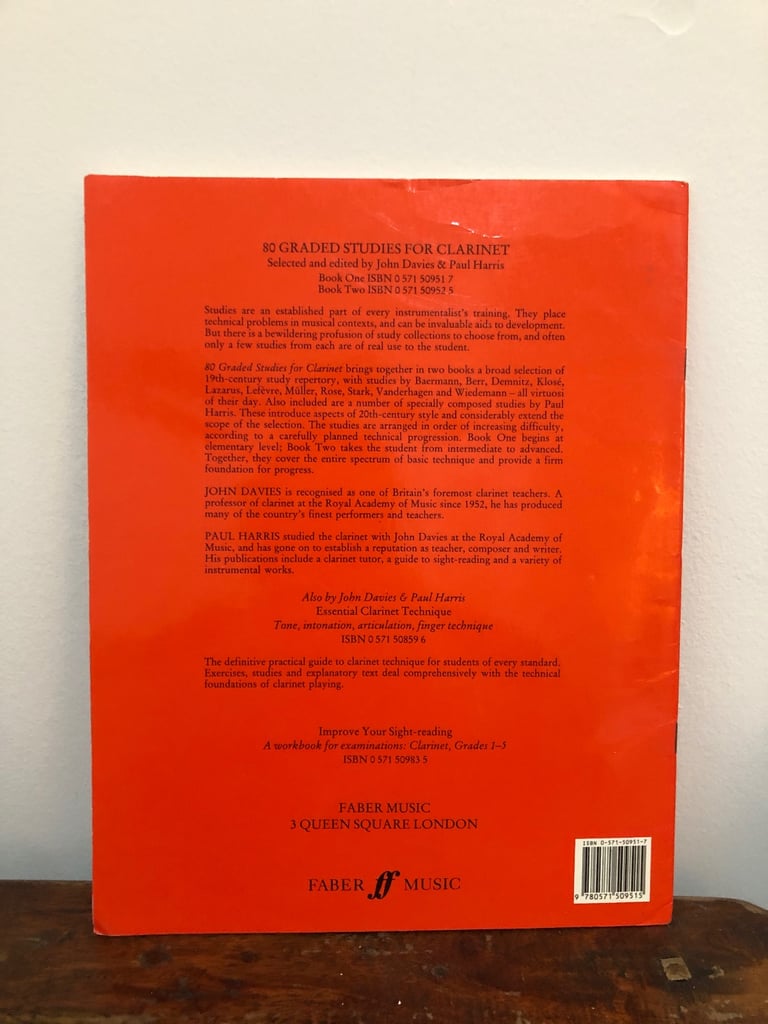 80 GRADED STUDIES FOR CLARINET
Selected and edited by John Davies & Paul Harris
Book One ISBN 0 571 50951 7
Book Two ISBN 0 571 50952 5
Studies are an established part of every instrumentalist's training. They place
technical problems in musical contexts, and can be invaluable aids to development.
But there is a bewildering profusion of study collections to choose from, and often
only a few studies from each are of real use to the student.
80 Graded Studies for Clarinet brings together in two books a broad selection of
19th-century study repertory, with studies by Baermann, Berr, Demnitz, Klosé,
Lazarus, Lefèvre, Müller, Rose, Stark, Vanderhagen and Wiedemann – all virtuosi
of their day. Also included are a number of specially composed studies by Paul
Harris. These introduce aspects of 20th-century style and considerably extend the
scope of the selection. The studies are arranged in order of increasing difficulty,
according to a carefully planned technical progression. Book One begins at
elementary level; Book Two takes the student from intermediate to advanced.
Together, they cover the entire spectrum of basic technique and provide a firm
foundation for progress.
JOHN DAVIES is recognised as one of Britain's foremost clarinet teachers. A
professor of clarinet at the Royal Academy of Music since 1952, he has produced
many of the country's finest performers and teachers.
PAUL HARRIS studied the clarinet with John Davies at the Royal Academy of
Music, and has gone on to establish a reputation as teacher, composer and writer.
His publications include a clarinet tutor, a guide to sight-reading and a variety of
instrumental works.
Also by John Davies & Paul Harris
Essential Clarinet Technique
Tone, intonation, articulation, finger technique
ISBN 0 571 50859 6
The definitive practical guide to clarinet technique for students of every standard.
Exercises, studies and explanatory text deal comprehensively with the technical
foundations of clarinet playing.
Improve Your Sight-reading
A workbook for examinations: Clarinet, Grades 1–5
ISBN 0 571 50983 5
FABER MUSIC
3 QUEEN SQUARE LONDON
FABER ff MUSIC
ISBN 0-571-50951-7
9 780571 509515